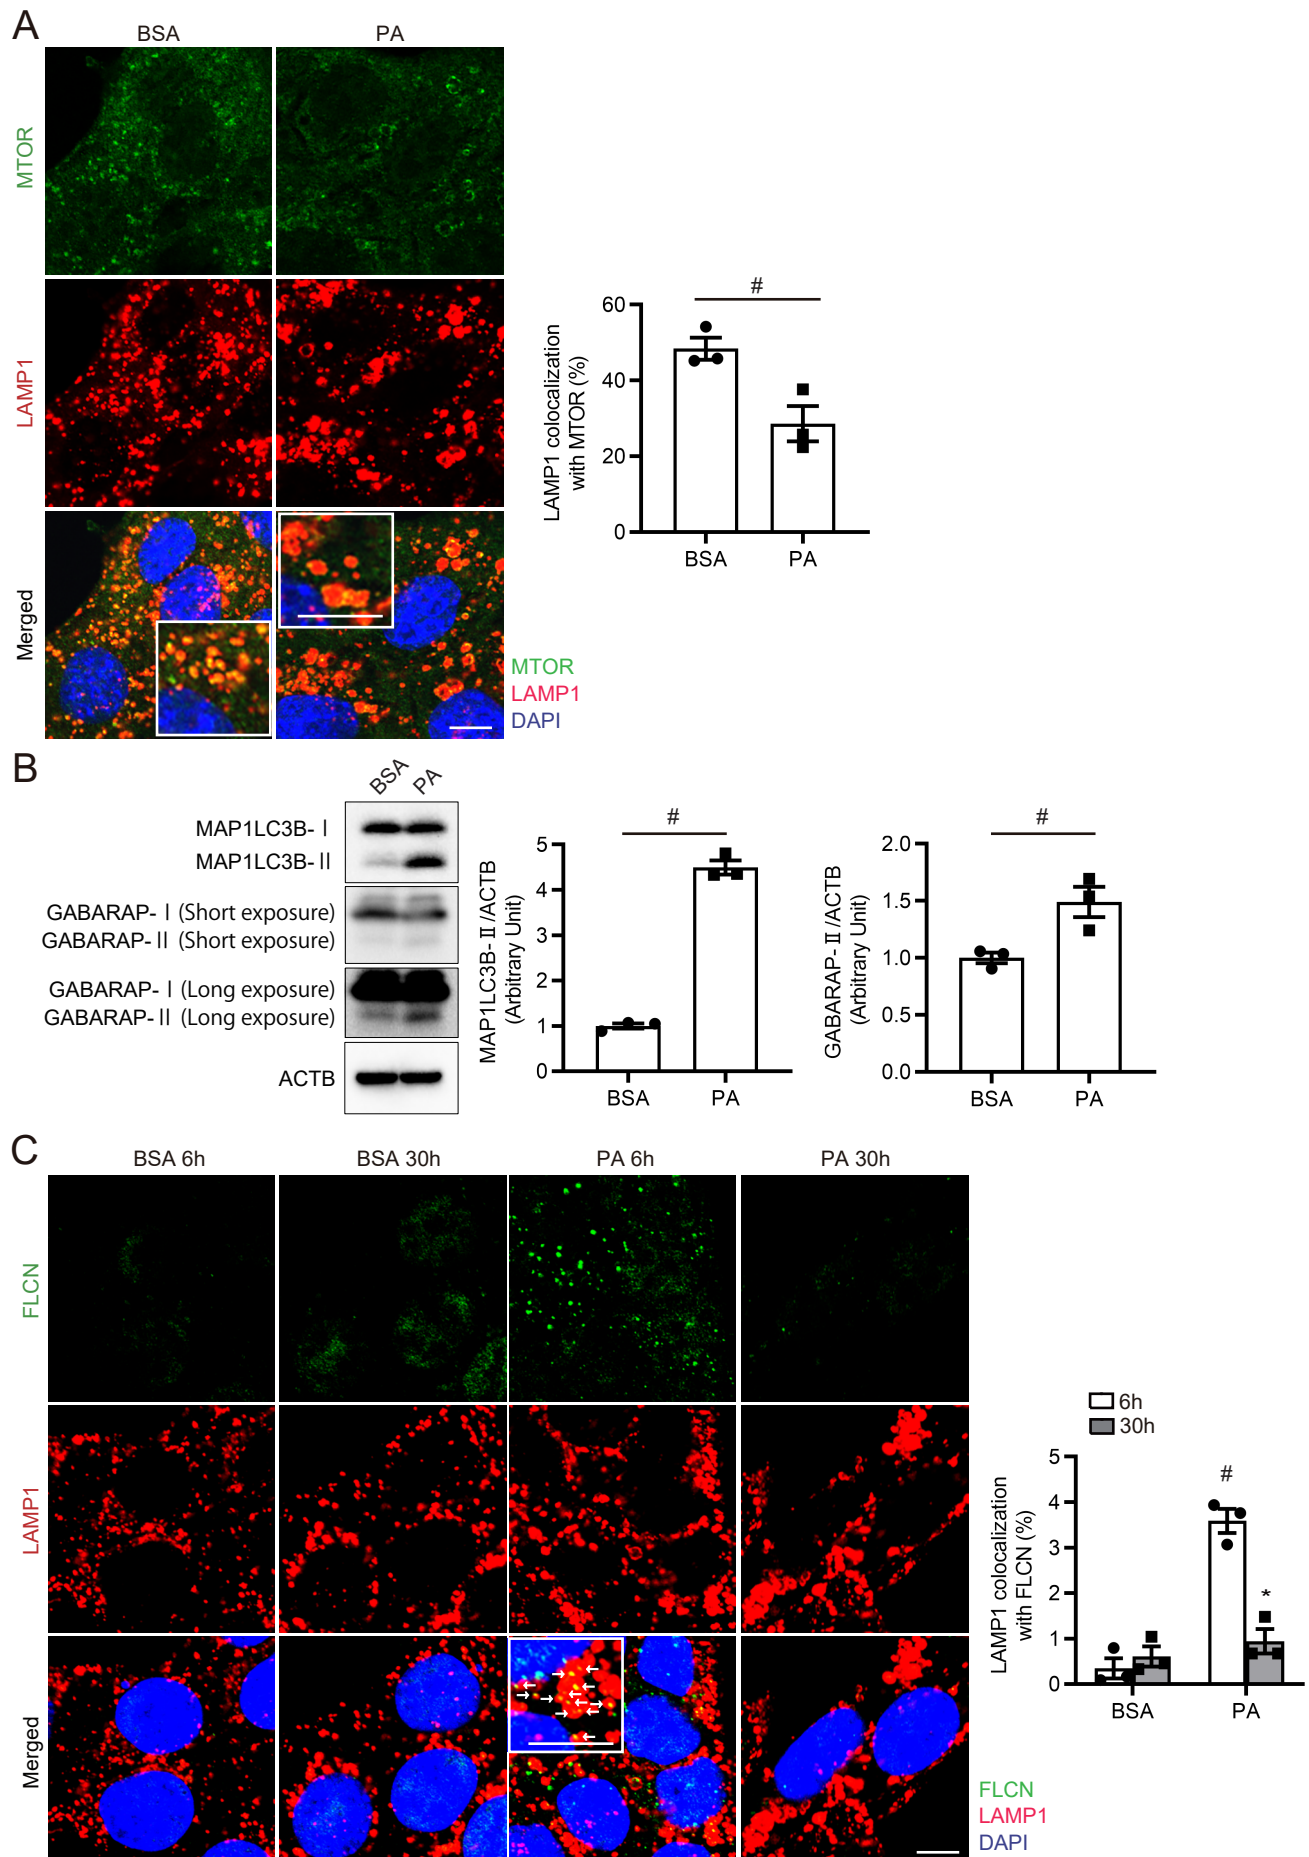 A
BSA
PA
MTOR
LAMP1
Merged
MTOR
LAMP1
DAPI
#
60
40
20
0
LAMP1 colocalization
with MTOR (%)
BSA
PA
B
BSA
PA
MAP1LC3B-Ⅰ
MAP1LC3B-Ⅱ
GABARAP-Ⅰ (Short exposure)
GABARAP-Ⅱ (Short exposure)
GABARAP-Ⅰ (Long exposure)
GABARAP-Ⅱ (Long exposure)
ACTB
#
5
4
3
2
1
0
MAP1LC3B-Ⅱ/ACTB
(Arbitrary Unit)
BSA
PA
#
2.0
1.5
1.0
0.5
0.0
GABARAP-Ⅱ/ACTB
(Arbitrary Unit)
BSA
PA
C
BSA 6h
BSA 30h
PA 6h
PA 30h
FLCN
LAMP1
Merged
FLCN
LAMP1
DAPI
6h
30h
5
4
3
2
1
0
LAMP1 colocalization
with FLCN (%)
#
*
BSA
PA